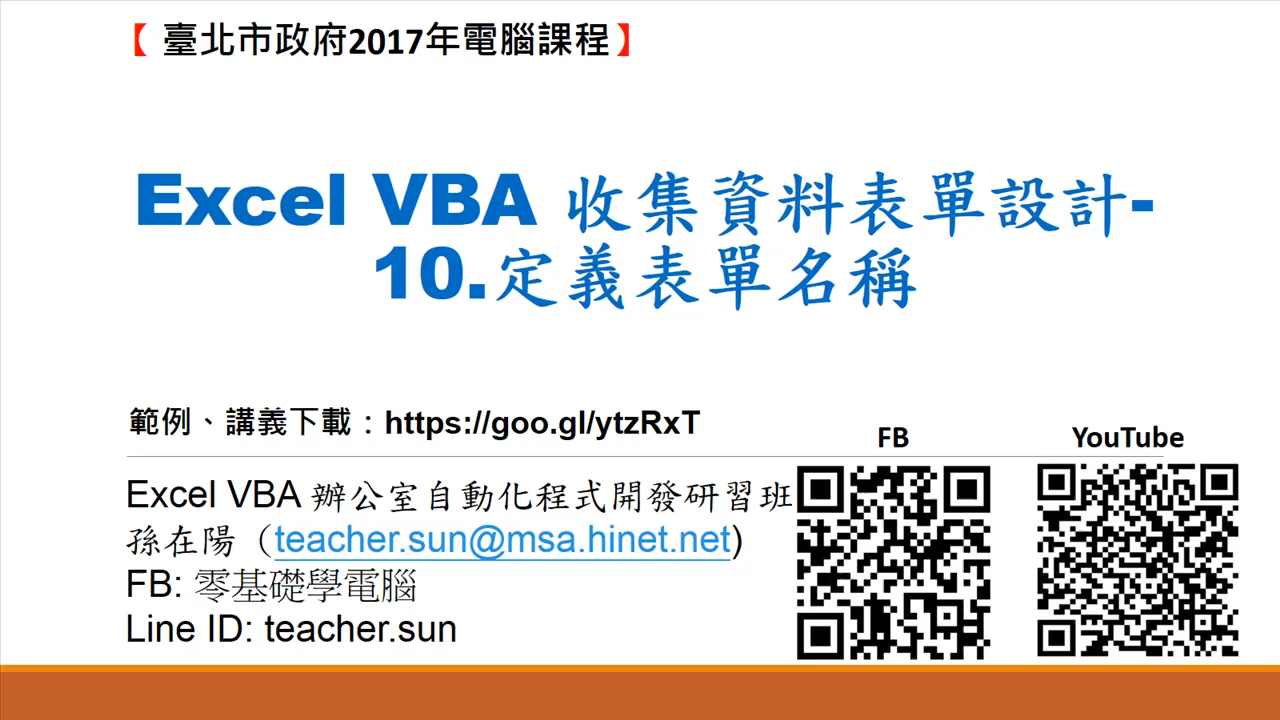 【 臺北市政府2017年電腦課程】
Excel VBA 收集資料表單設計-
10.定義表單名稱
範例、講義下載：https://goo.gl/ytzRxT
FB
YouTube
Excel VBA 辦公室自動化程式開發研習班
孫在陽（teacher.sun@msa.hinet.net)
FB: 零基礎學電腦
Line ID: teacher.sun